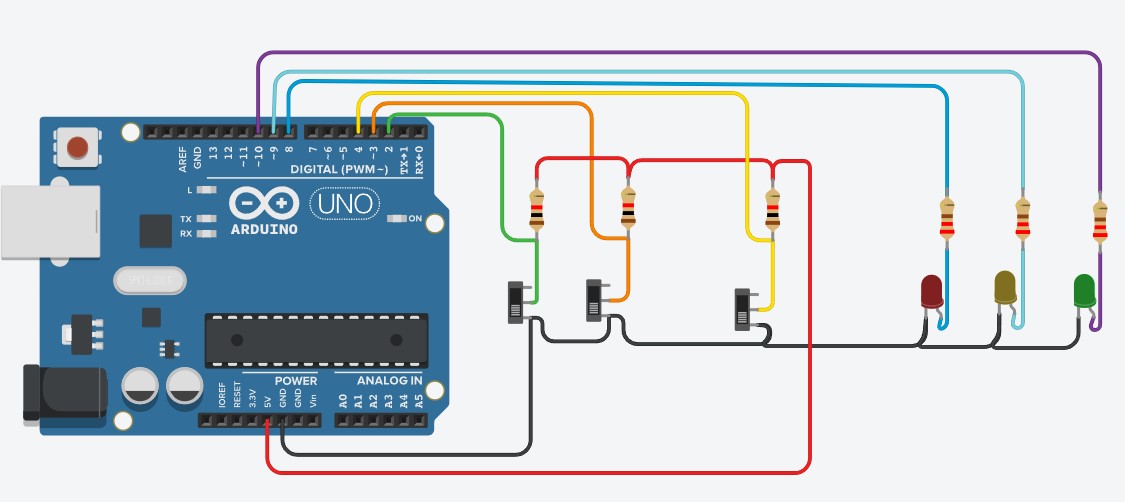 AREF
GND
13
12
~11
~10
~9
8
7
~6
~5
4
~3
2
TX→1
RX←0
DIGITAL (PWM~)
L
TX
RX
UNO
ON
ARDUINO
POWER
ANALOG IN
IOREF
RESET
3.3V
5V
GND
GND
Vin
A0
A1
A2
A3
A4
A5